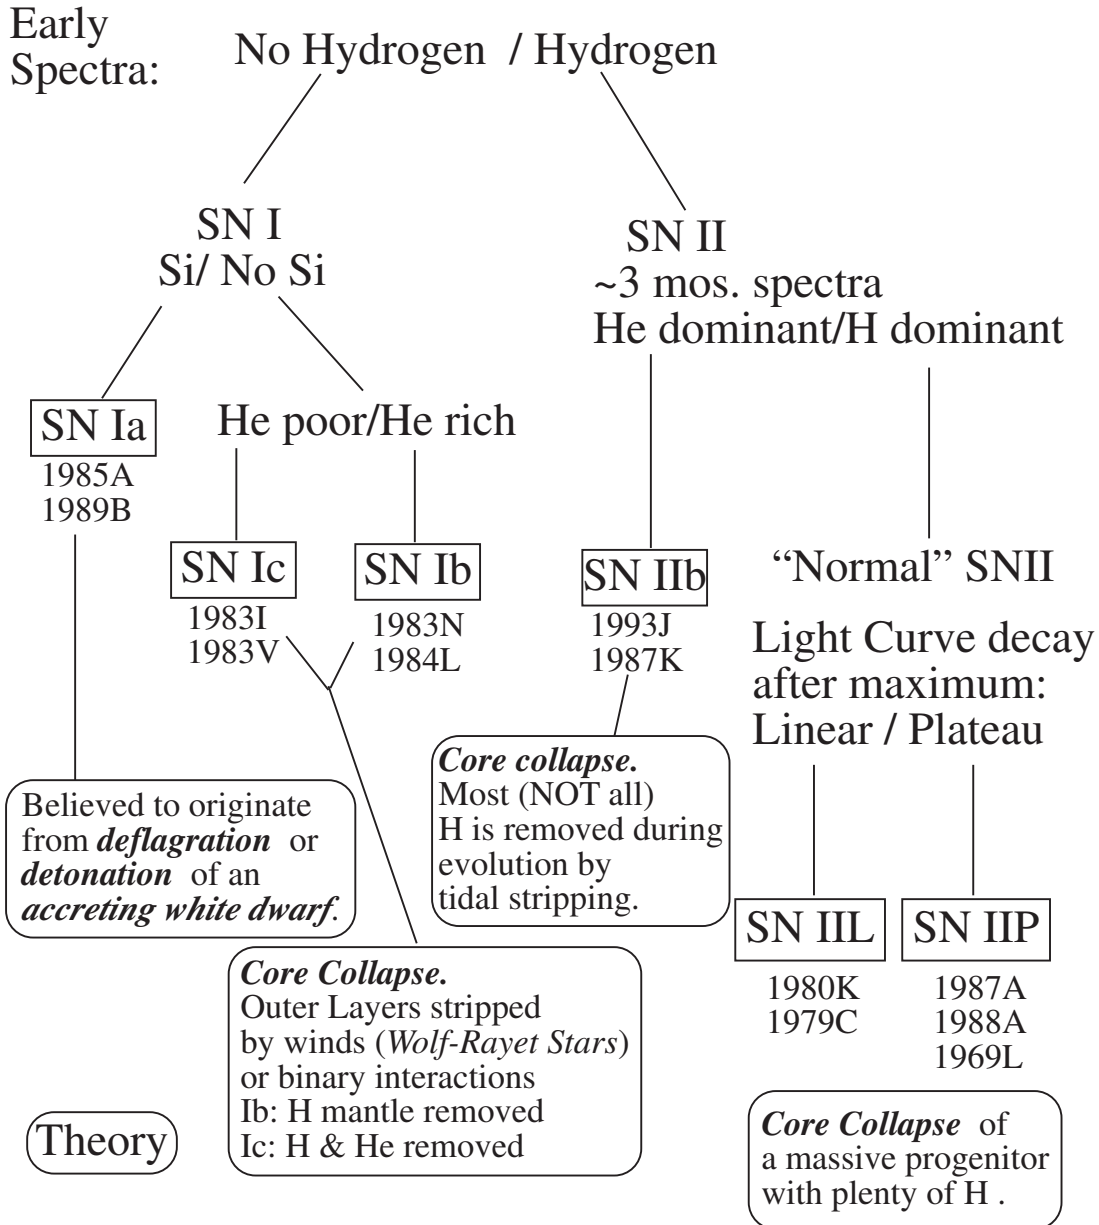 Early
Spectra:
No Hydrogen / Hydrogen
SN I
Si/ No Si
SN II
~3 mos. spectra
He dominant/H dominant
SN Ia
1985A
1989B
He poor/He rich
SN Ic
1983I
1983V
SN Ib
1983N
1984L
SN IIb
1993J
1987K
“Normal” SNII
Light Curve decay
after maximum:
Linear / Plateau
Believed to originate
from deflagration or
detonation of an
accreting white dwarf.
Core collapse.
Most (NOT all)
H is removed during
evolution by
tidal stripping.
SN IIL
1980K
1979C
SN IIP
1987A
1988A
1969L
Core Collapse.
Outer Layers stripped
by winds (Wolf-Rayet Stars)
or binary interactions
Ib: H mantle removed
Ic: H & He removed
Theory
Core Collapse of
a massive progenitor
with plenty of H .